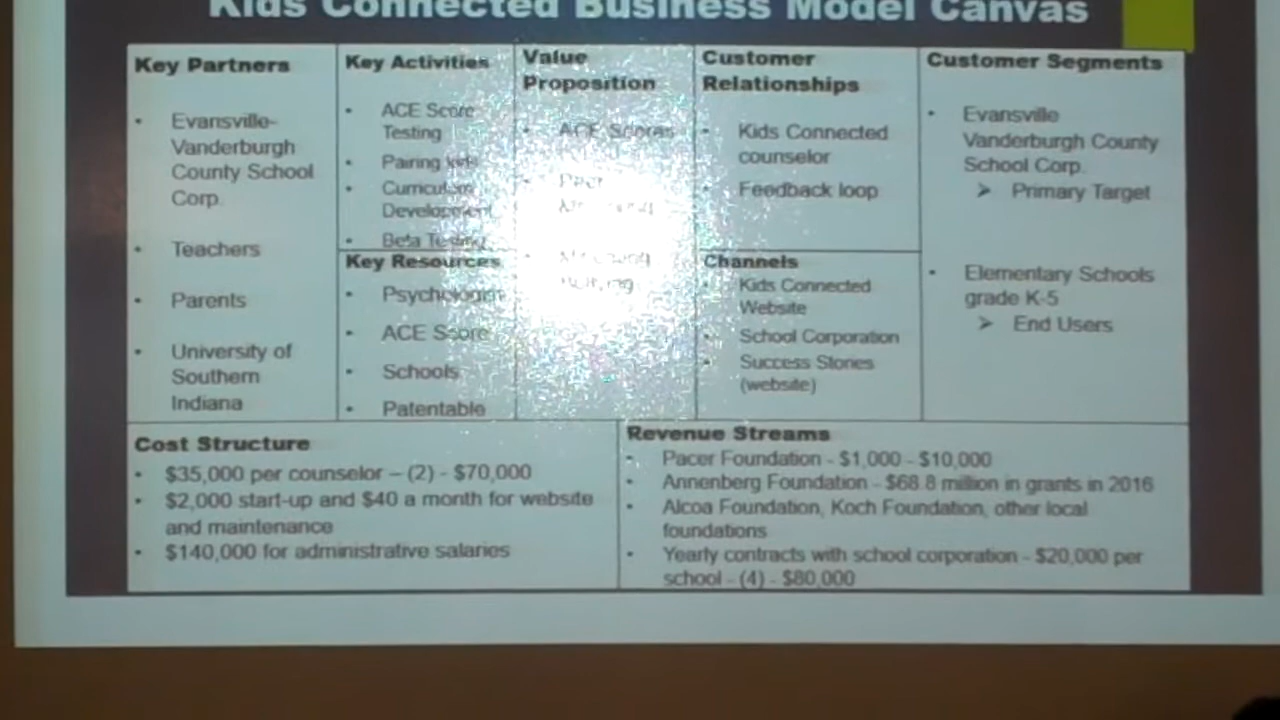 Kids Connected Business Model Canvas
Key Partners
• Evansville-
Vanderburgh
County School
Corp.
• Teachers
• Parents
• University of
Southern
Indiana
Key Activities
• ACE Score
Testing
• Pairing kids
• Curriculum
Development
• Beta Testing
Key Resources
• Psychologist
• ACE Score
• Schools
• Patentable
Value
Proposition
• ACE Scores
Peer
Customer
Relationships
• Kids Connected
counselor
• Feedback loop
Channels
• Kids Connected
Website
• School Corporation
• Success Stories
(website)
Customer Segments
• Evansville
Vanderburgh County
School Corp.
➢ Primary Target
• Elementary Schools
grade K-5
➢ End Users
Cost Structure
• $35,000 per counselor – (2) - $70,000
• $2,000 start-up and $40 a month for website
and maintenance
• $140,000 for administrative salaries
Revenue Streams
• Pacer Foundation - $1,000 - $10,000
• Annenberg Foundation - $68.8 million in grants in 2016
• Alcoa Foundation, Koch Foundation, other local
foundations
• Yearly contracts with school corporation - $20,000 per
school - (4) - $80,000